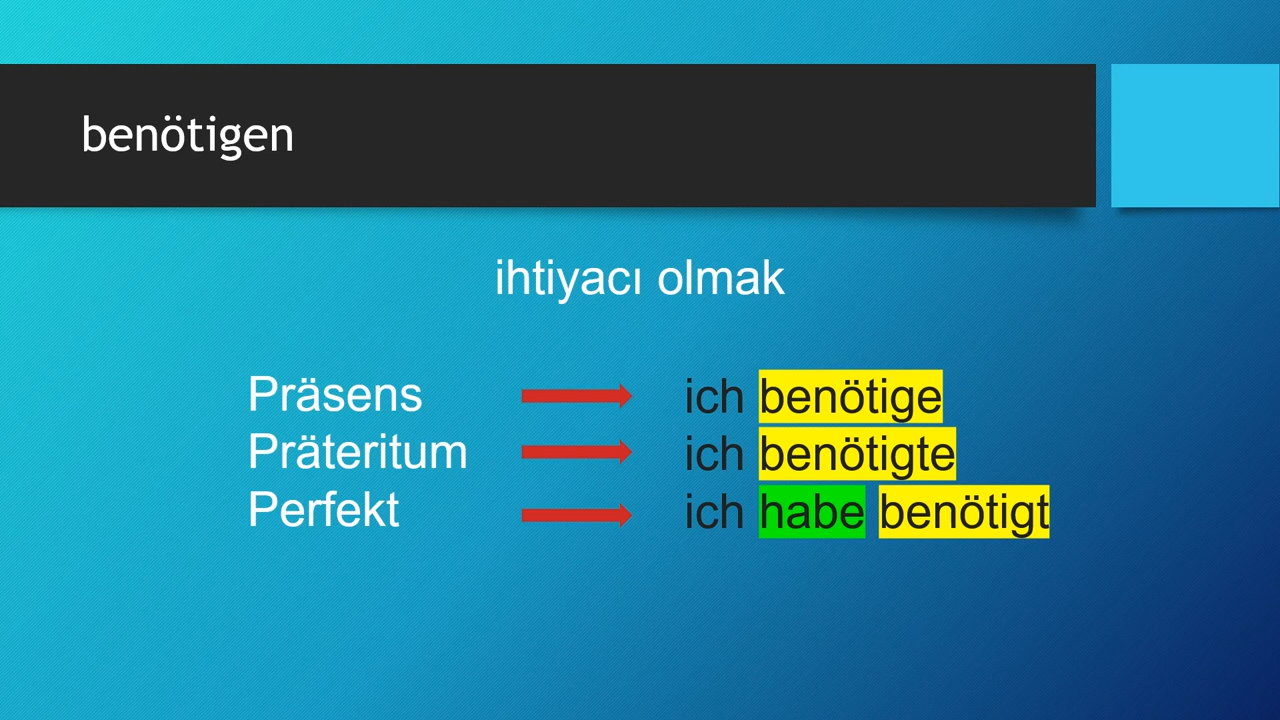 benötigen
ihtiyacı olmak
Präsens ich benötige
Präteritum ich benötigte
Perfekt ich habe benötigt